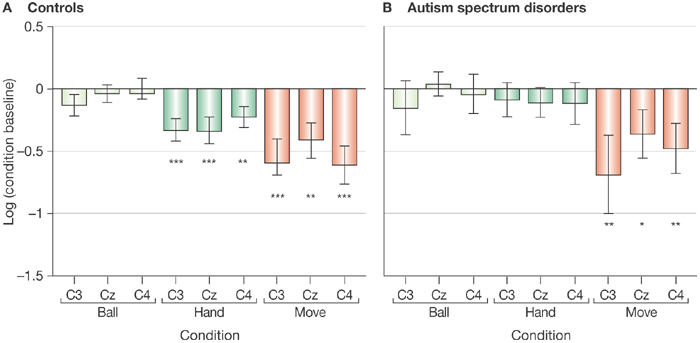 A Controls
B Autism spectrum disorders
Log (condition baseline)
0.5
0
−0.5
−1
−1.5
*** *** **
*** ** ***
** * **
C3 Cz C4 C3 Cz C4 C3 Cz C4
Ball Hand Move
Condition
C3 Cz C4 C3 Cz C4 C3 Cz C4
Ball Hand Move
Condition